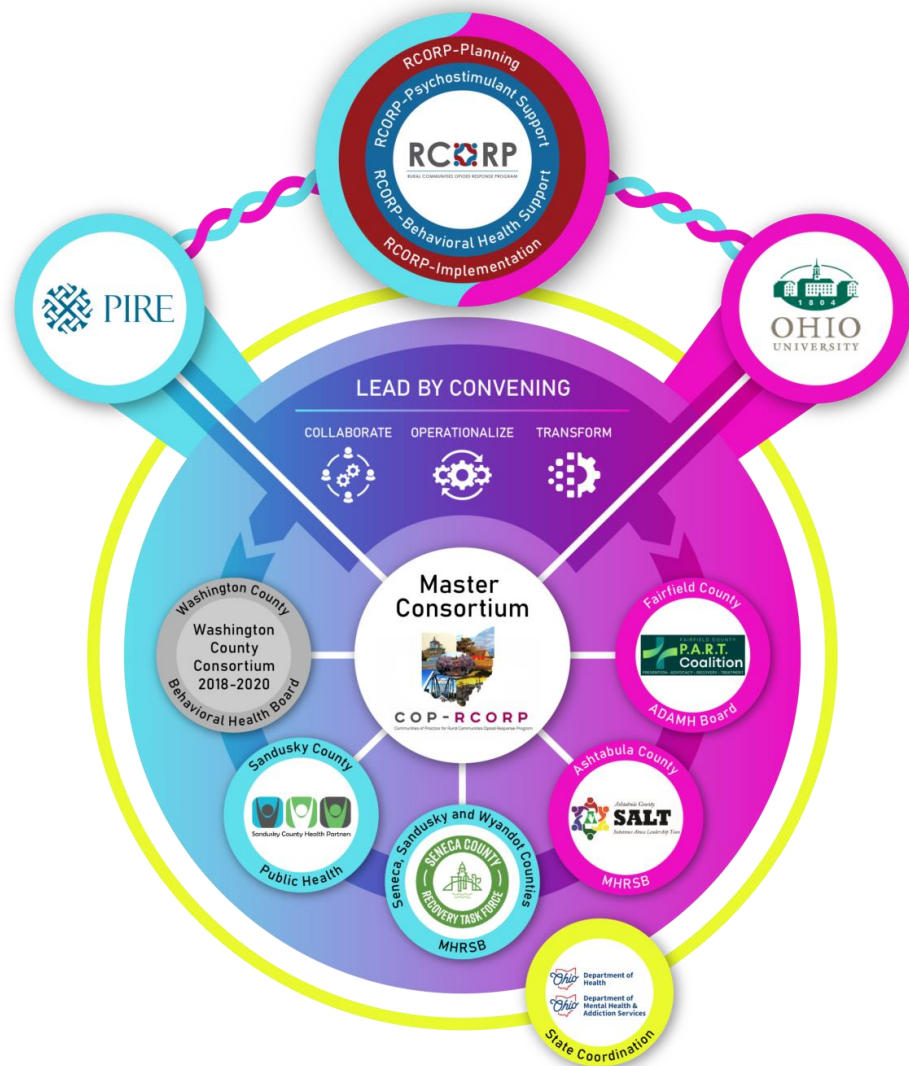 RCORP-Planning
RCORP-Psychostimulant Support
RCORP
RURAL COMMUNITIES OPIOID RESPONSE PROGRAM
RCORP-Behavioral Health Support
RCORP-Implementation
PIRE
1804
OHIO
UNIVERSITY
LEAD BY CONVENING
COLLABORATE
OPERATIONALIZE
TRANSFORM
Master
Consortium
COP-RCORP
Communities of Practice for Rural Communities Opioid Response Program
Washington County
Washington
County
Consortium
2018-2020
Behavioral Health Board
Fairfield County
FAIRFIELD COUNTY
P.A.R.T.
Coalition
PREVENTION · ADVOCACY · RECOVERY · TREATMENT
ADAMH Board
Sandusky County
Sandusky County Health Partners
Public Health
Seneca, Sandusky and Wyandot Counties
SENECA COUNTY
RECOVERY TASK FORCE
MHRSB
Ashtabula County
Ashtabula County
SALT
Substance Abuse Leadership Team
MHRSB
Ohio
Department of
Health
Ohio
Department of
Mental Health &
Addiction Services
State Coordination